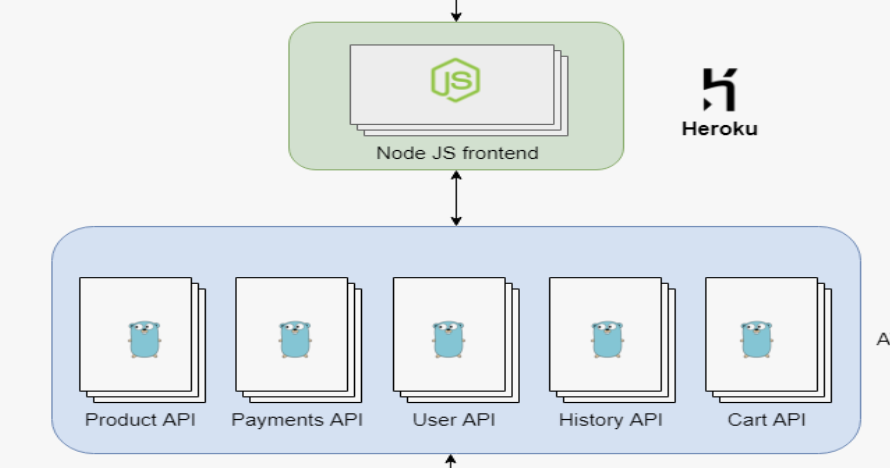 JS
Node JS frontend
Heroku
Product API
Payments API
User API
History API
Cart API
A